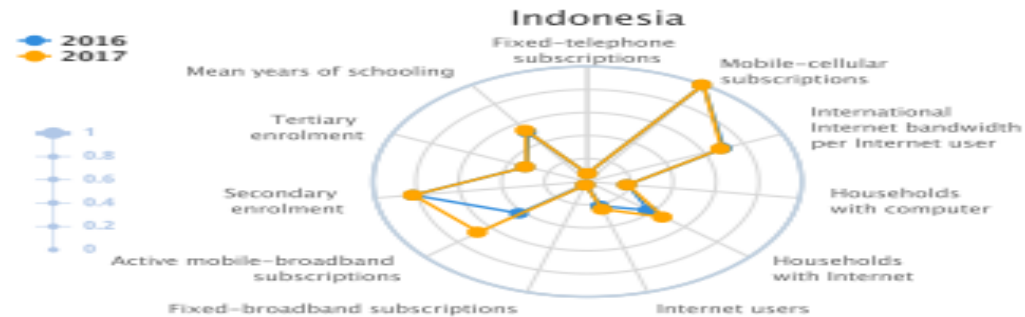 Indonesia
2016
2017
Fixed-telephone
subscriptions
Mobile-cellular
subscriptions
International
Internet bandwidth
per Internet user
Households
with computer
Households
with Internet
Internet users
Fixed-broadband subscriptions
Active mobile-broadband
subscriptions
Secondary
enrolment
Tertiary
enrolment
Mean years of schooling
1
0.8
0.6
0.4
0.2
0